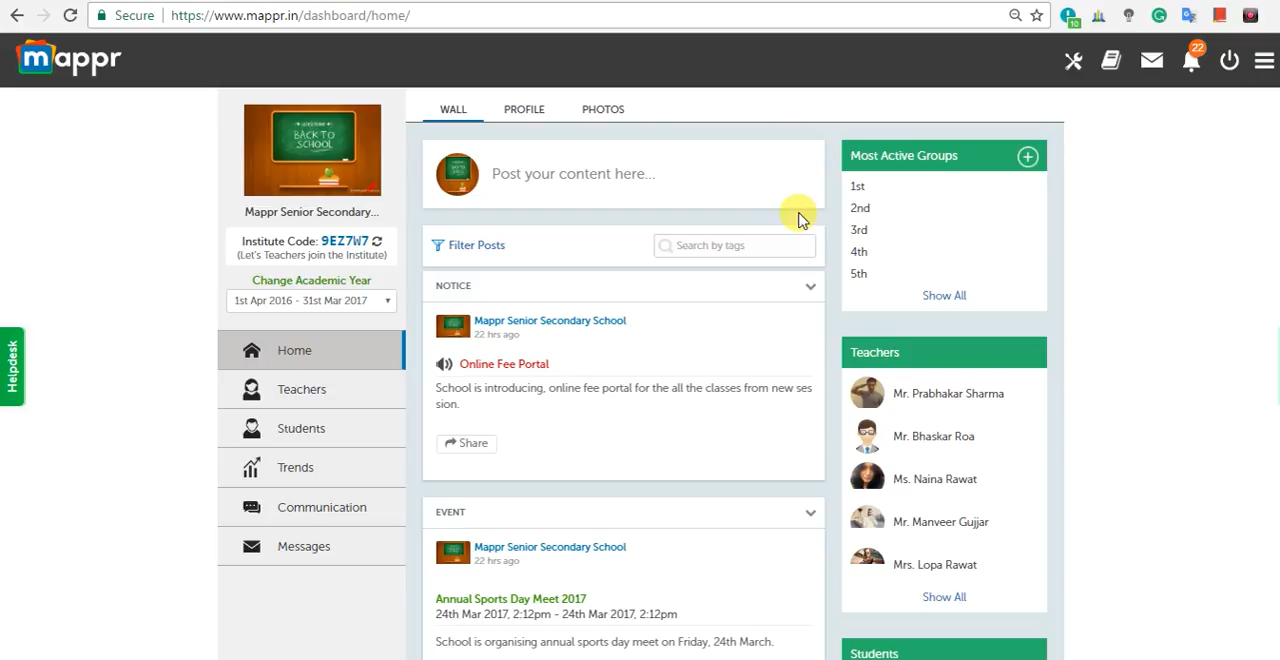 Secure
https://www.mappr.in/dashboard/home/
10
mappr
22
BACK TO
SCHOOL
Mappr Senior Secondary...
Institute Code: 9EZ7W7
(Let's Teachers join the Institute)
Change Academic Year
1st Apr 2016 - 31st Mar 2017
Home
Teachers
Students
Trends
Communication
Messages
Helpdesk
WALL
PROFILE
PHOTOS
Post your content here...
Filter Posts
Search by tags
NOTICE
Mappr Senior Secondary School
22 hrs ago
Online Fee Portal
School is introducing, online fee portal for the all the classes from new ses
sion.
Share
EVENT
Mappr Senior Secondary School
22 hrs ago
Annual Sports Day Meet 2017
24th Mar 2017, 2:12pm - 24th Mar 2017, 2:12pm
School is organising annual sports day meet on Friday, 24th March.
Most Active Groups
1st
2nd
3rd
4th
5th
Show All
Teachers
Mr. Prabhakar Sharma
Mr. Bhaskar Roa
Ms. Naina Rawat
Mr. Manveer Gujjar
Mrs. Lopa Rawat
Show All
Students